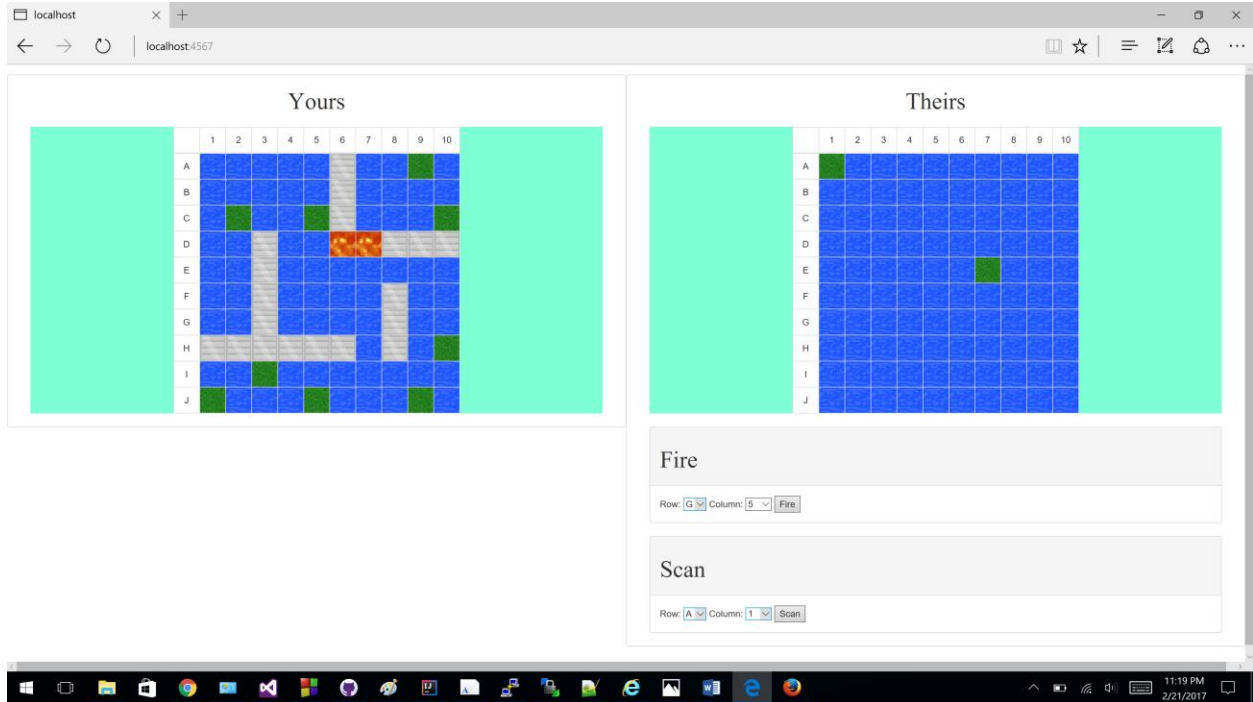 localhost
localhost:4567
Yours
1 2 3 4 5 6 7 8 9 10
A
B
C
D
E
F
G
H
I
J
Theirs
1 2 3 4 5 6 7 8 9 10
A
B
C
D
E
F
G
H
I
J
Fire
Row: G Column: 5 Fire
Scan
Row: A Column: 1 Scan
11:19 PM
2/21/2017